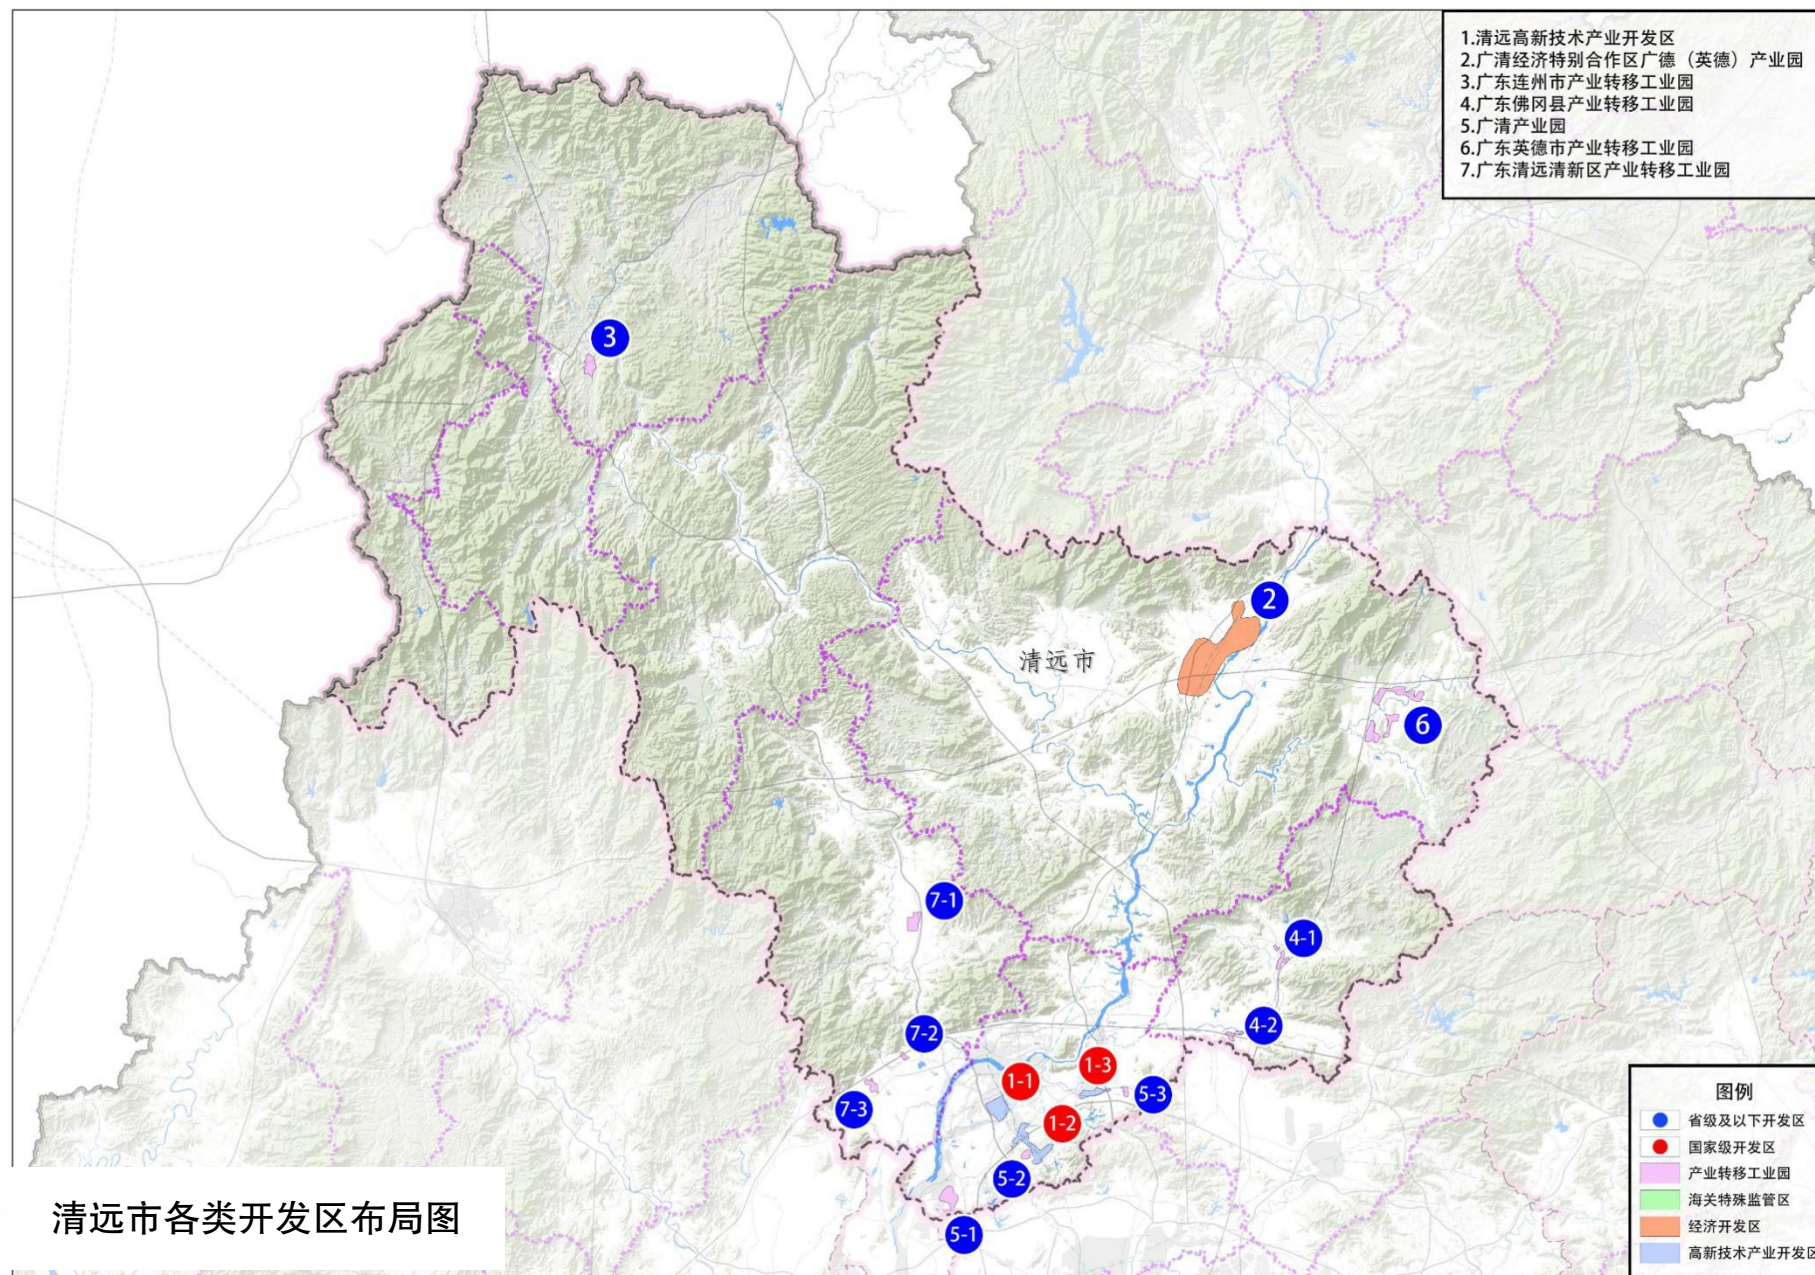 1.清远高新技术产业开发区
2.广清经济特别合作区广德（英德）产业园
3.广东连州市产业转移工业园
4.广东佛冈县产业转移工业园
5.广清产业园
6.广东英德市产业转移工业园
7.广东清远清新区产业转移工业园
3
2
清远市
6
7-1
4-1
4-2
7-2
1-3
1-1
5-3
7-3
1-2
5-2
5-1
清远市各类开发区布局图
图例
省级及以下开发区
国家级开发区
产业转移工业园
海关特殊监管区
经济开发区
高新技术产业开发区